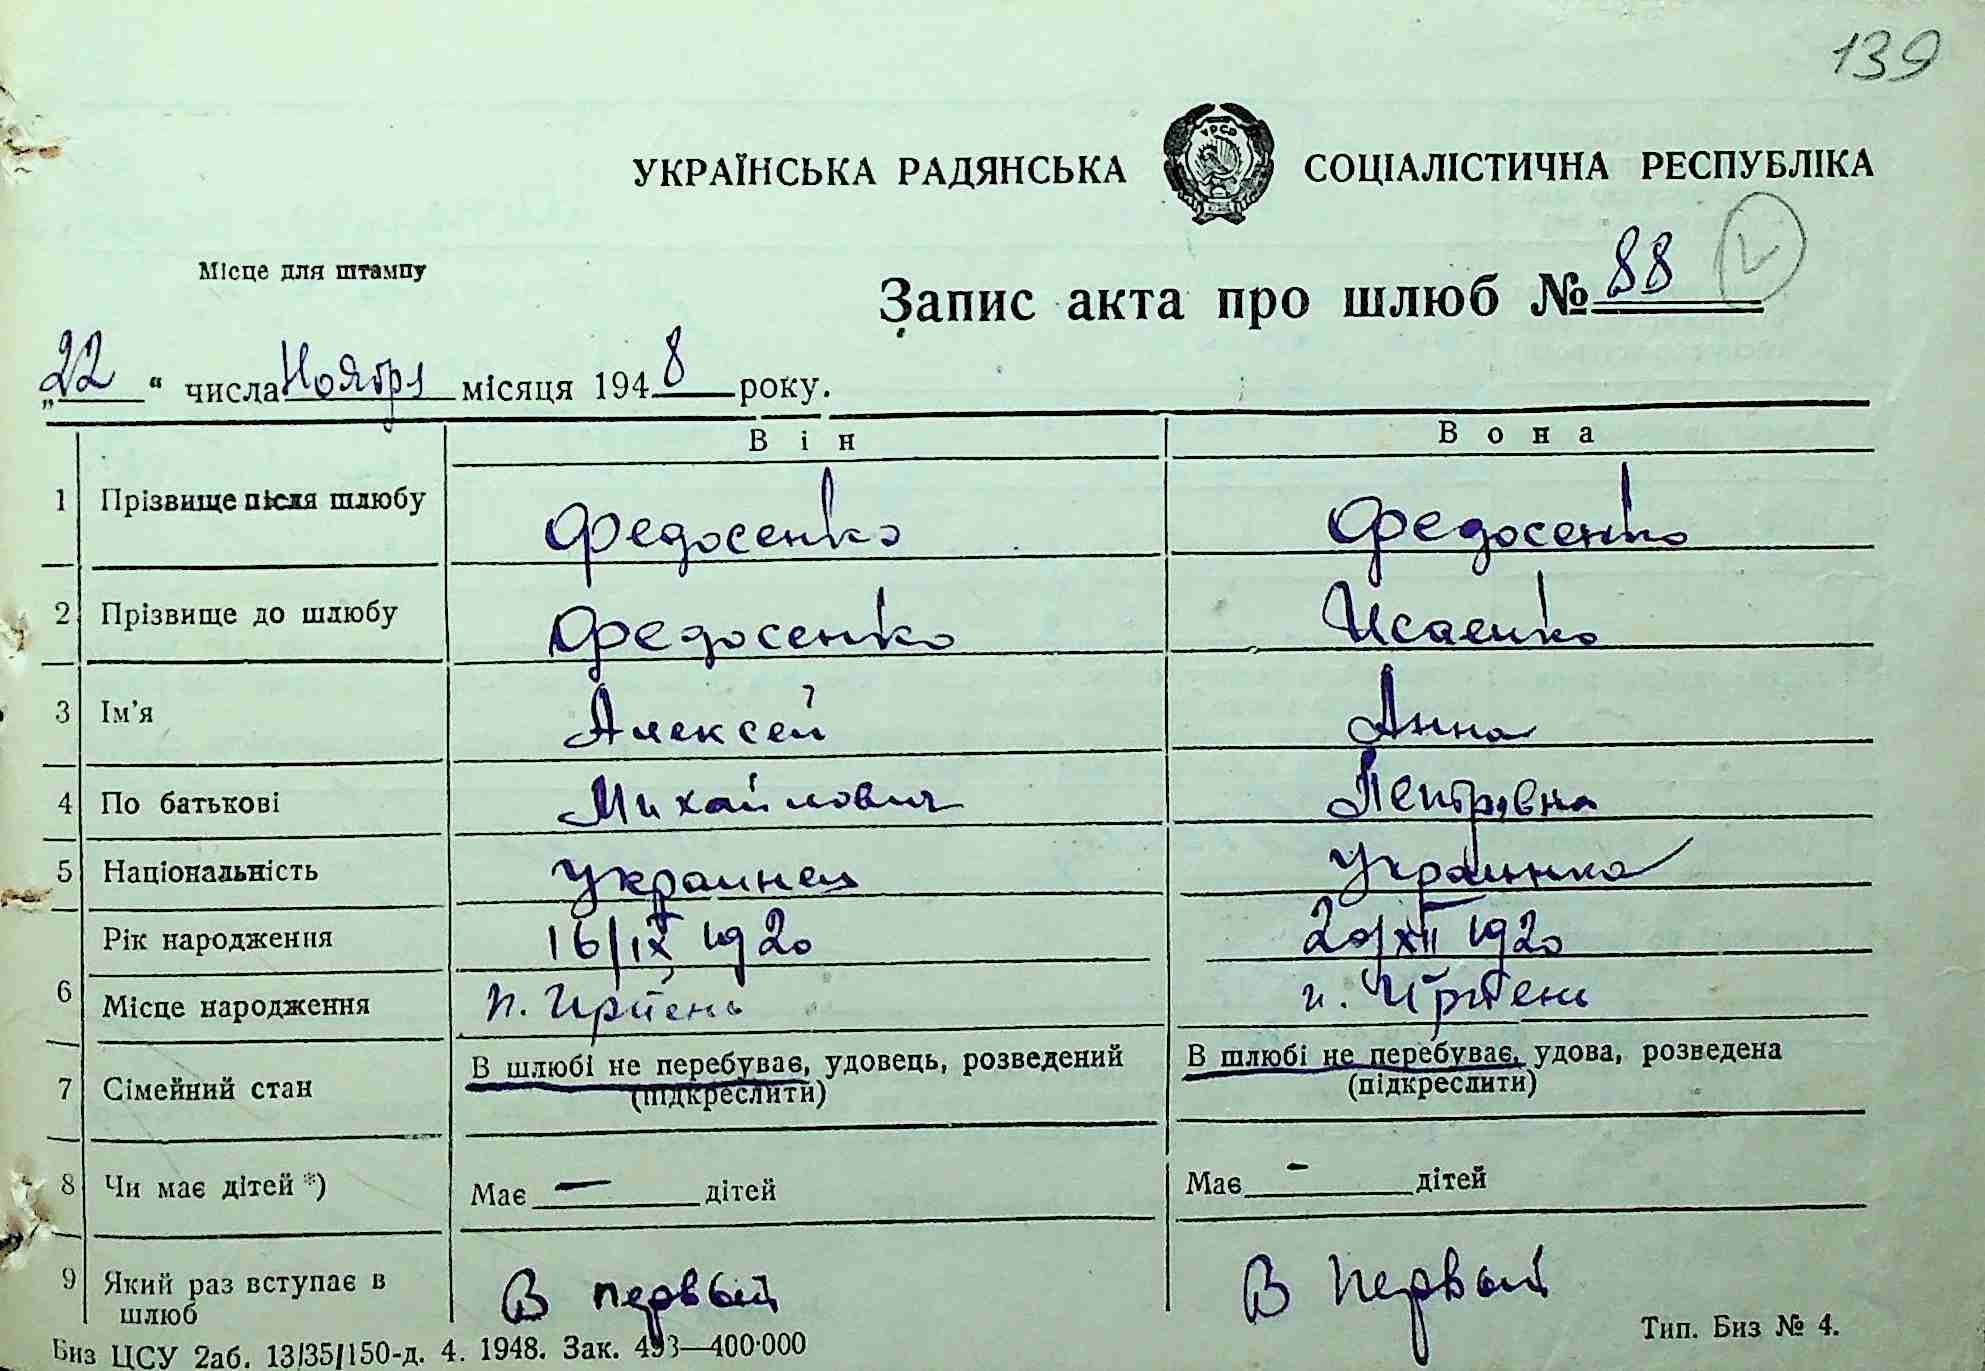 139
УКРАЇНСЬКА РАДЯНСЬКА УРСР СОЦІАЛІСТИЧНА РЕСПУБЛІКА
Місце для штампу
Запис акта про шлюб № 88
„22“ числа Ноября місяця 1948 року.
Він Вона
1 Прізвище після шлюбу Федосенко Федосенко
2 Прізвище до шлюбу Федосенко Исаенко
3 Ім'я Алексей Анна
4 По батькові Михайлович Петровна
5 Національність украинец украинка
Рік народження 16/IX 1920 20/XII 1920
6
Місце народження п. Ирпень п. Ирпень
7 Сімейний стан В шлюбі не перебуває, удовець, розведений В шлюбі не перебуває, удова, розведена
(підкреслити) (підкреслити)
8 Чи має дітей *) Має — дітей Має - дітей
9 Який раз вступає в шлюб В первый В первый
Биз ЦСУ 2аб. 13/35/150-д. 4. 1948. Зак. 493—400·000 Тип. Биз № 4.